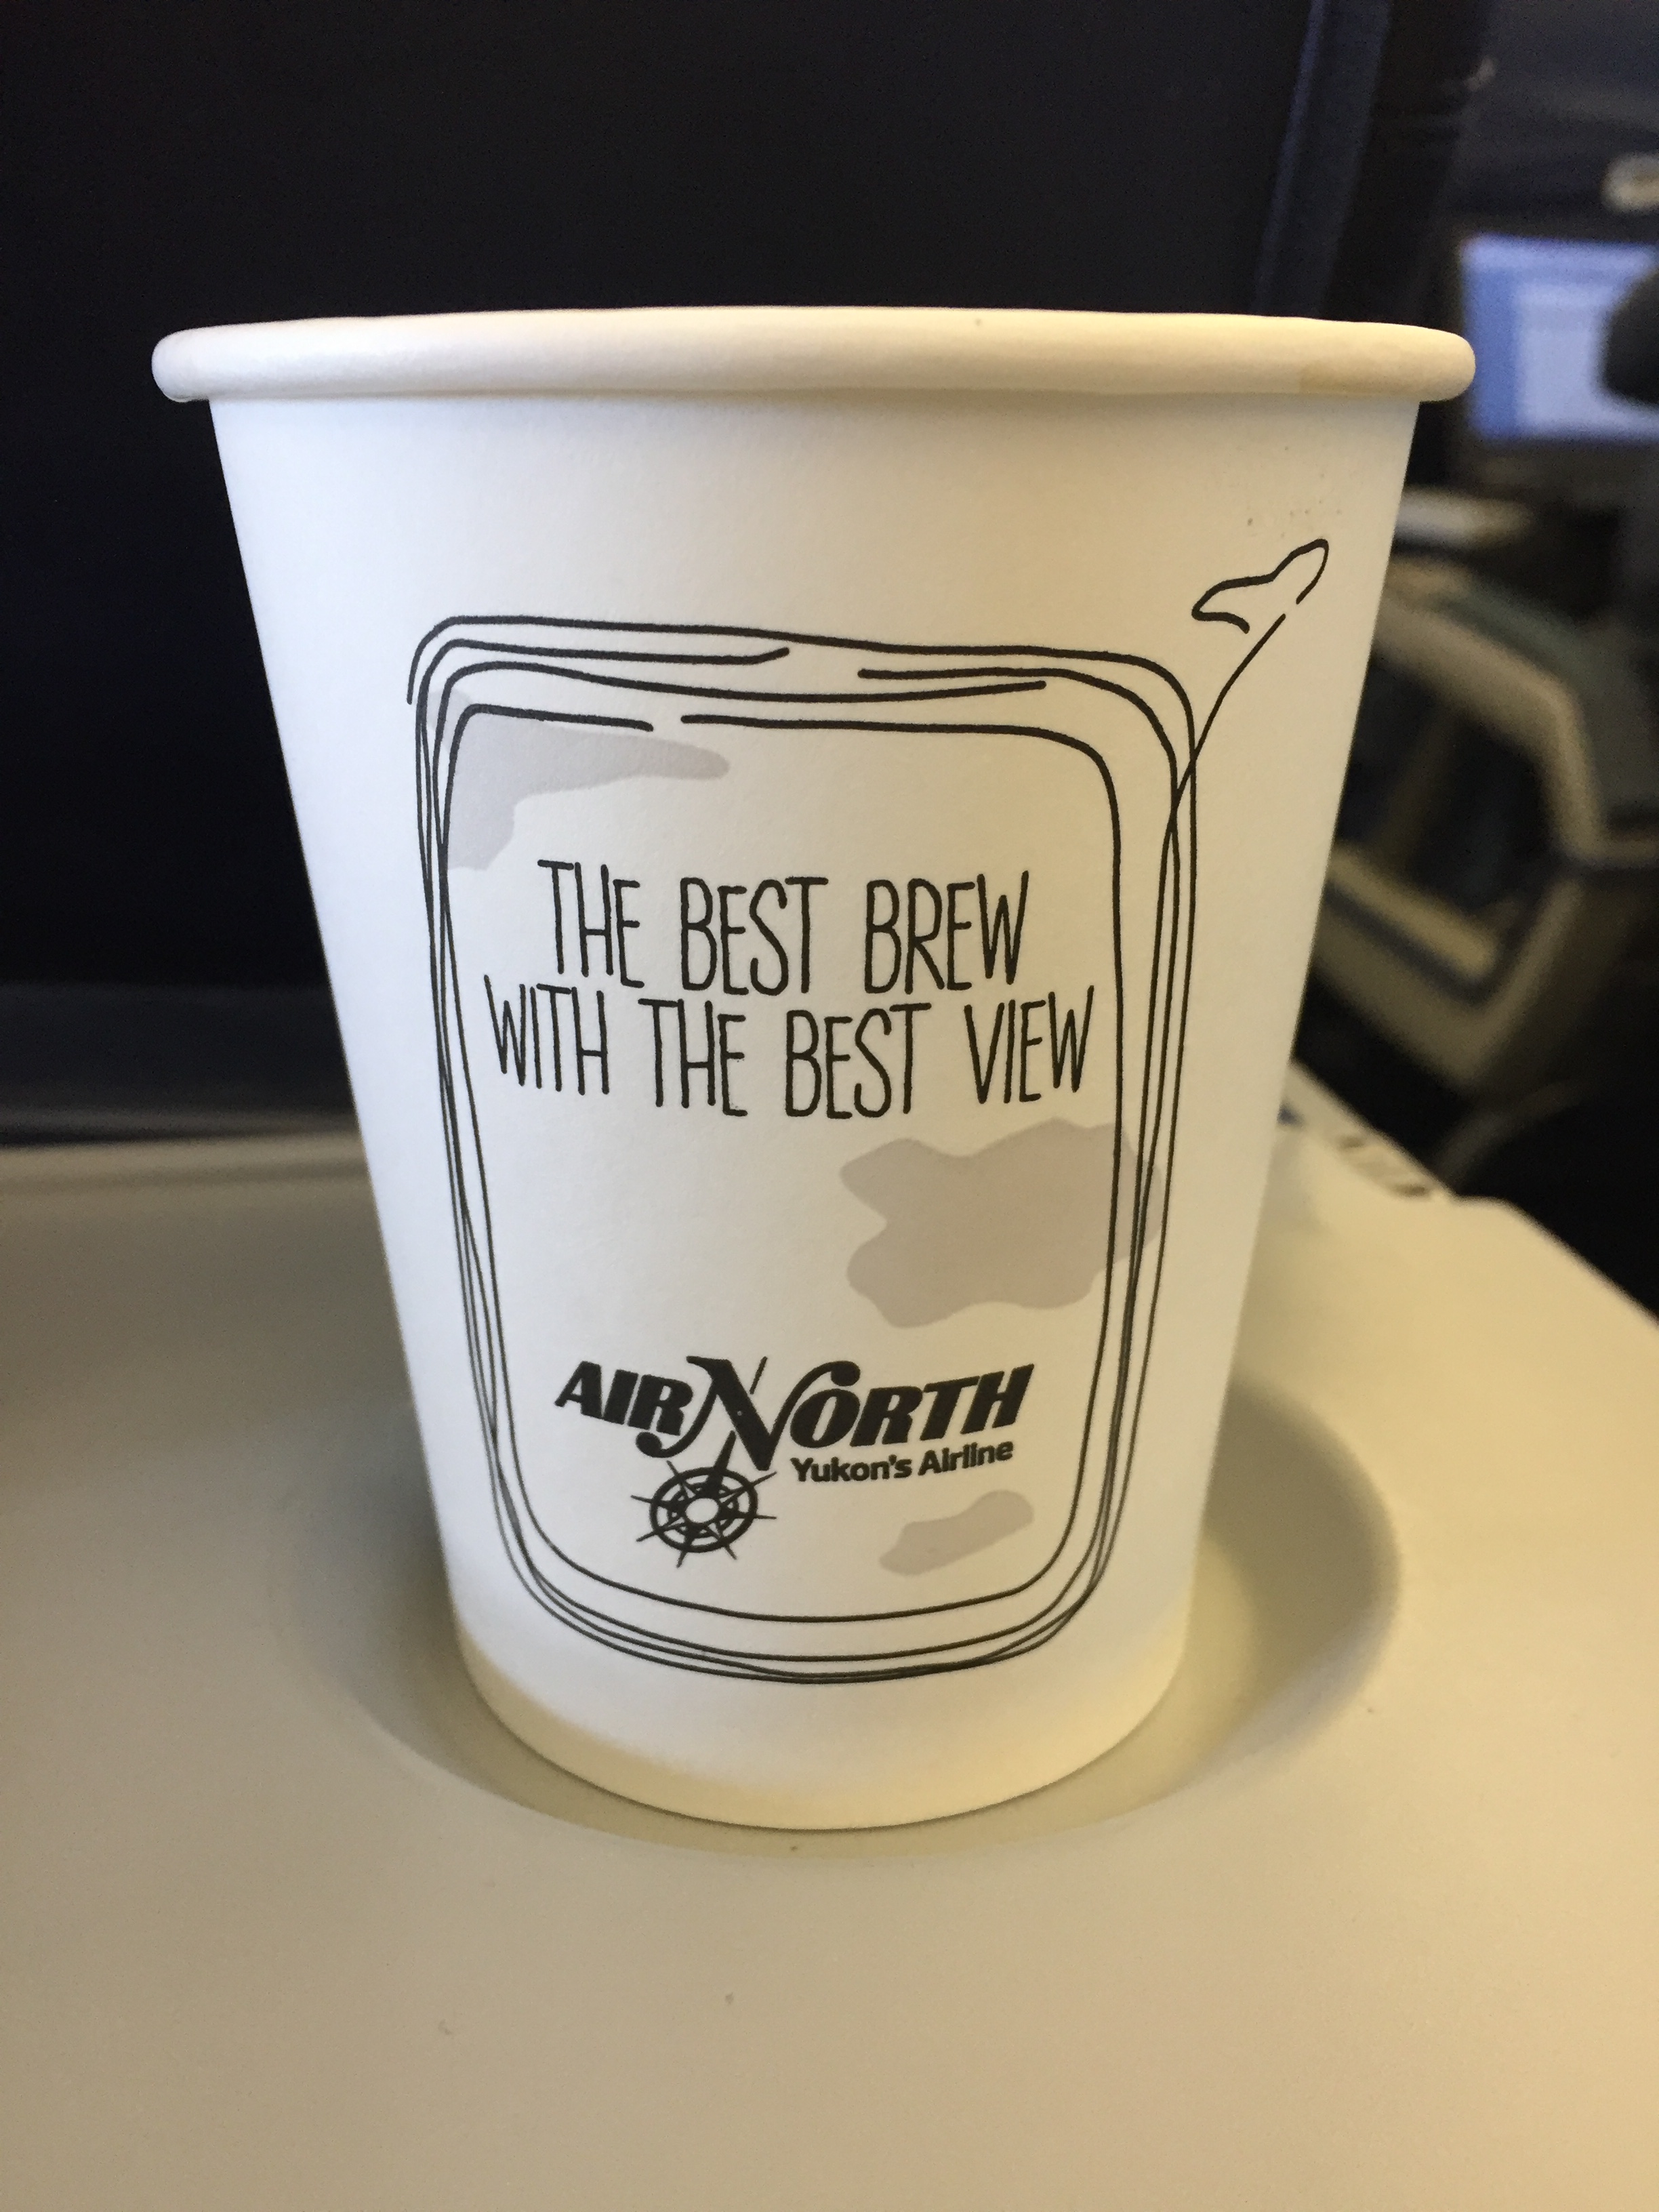 THE BEST BREW
WITH THE BEST VIEW
AIR NORTH
Yukon's Airline